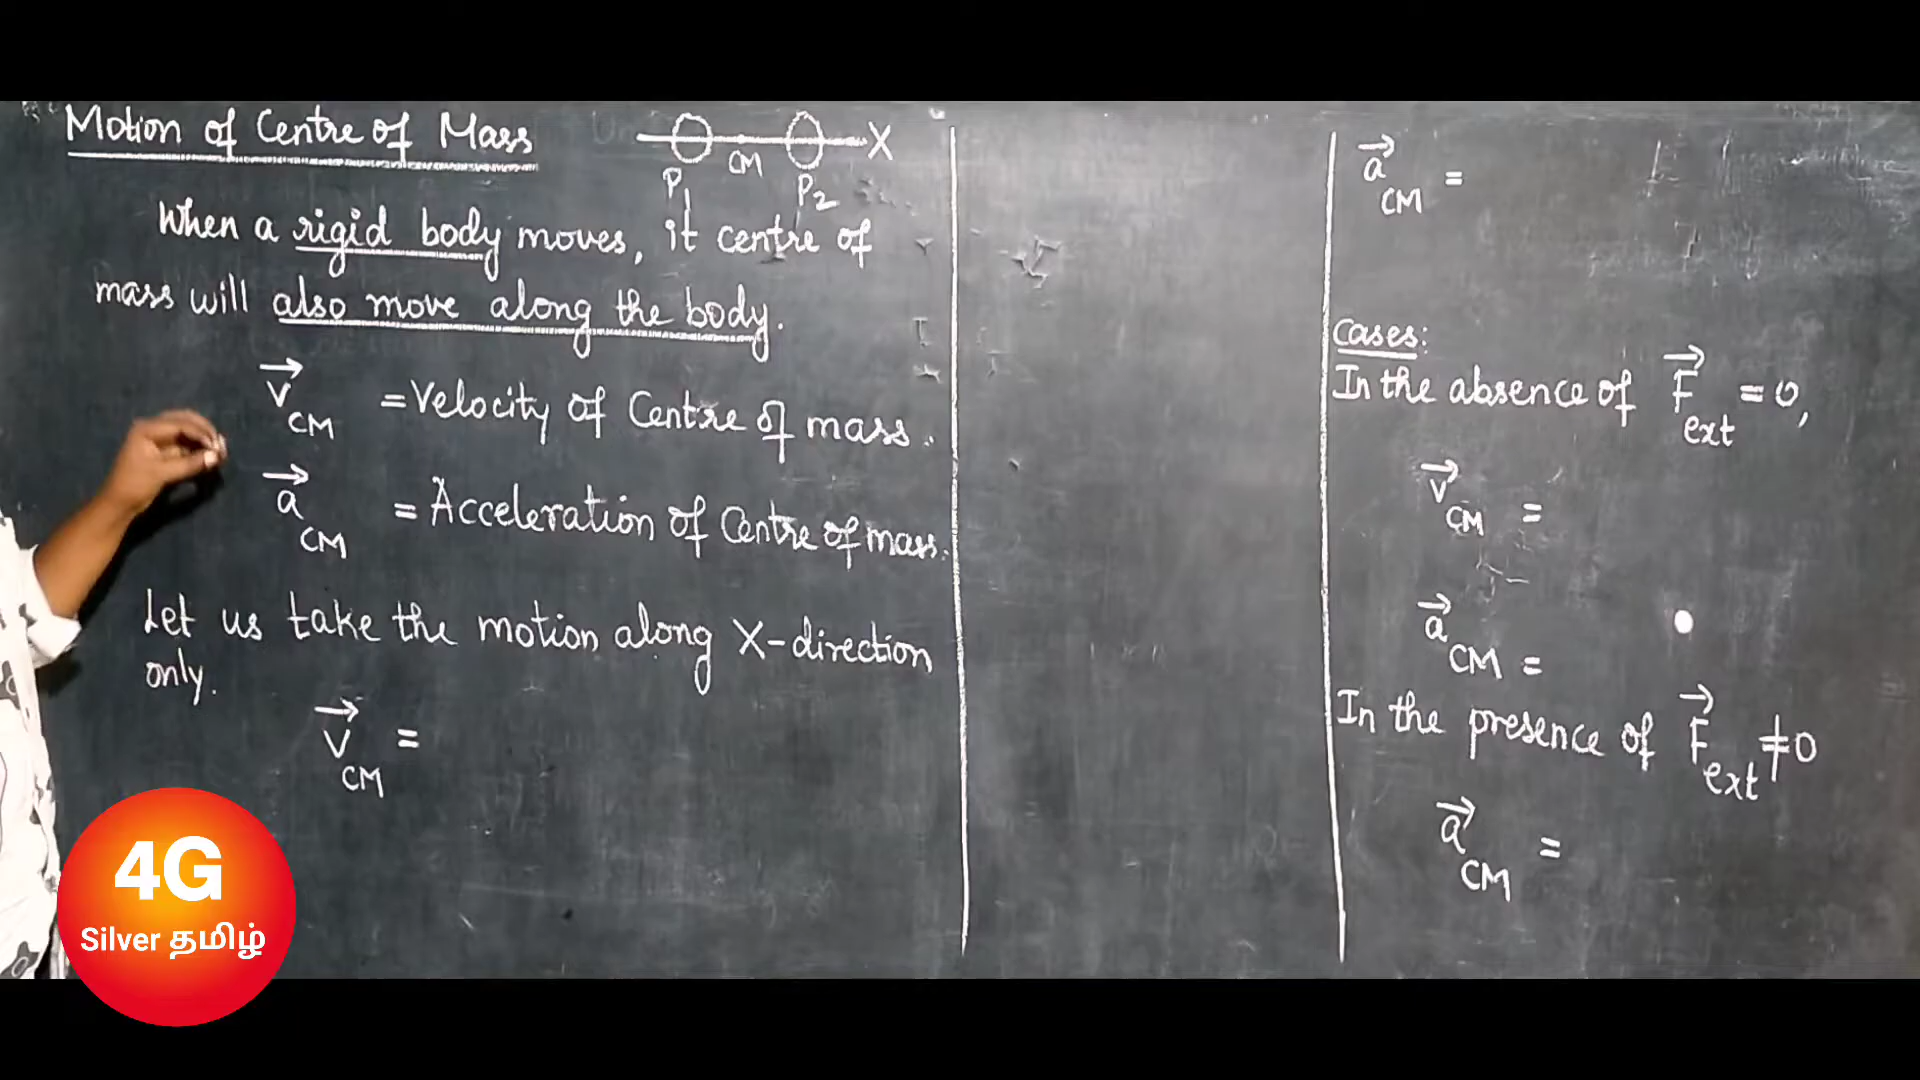 Motion of Centre of Mass
X
CM
P1
P2
When a rigid body moves, it centre of
mass will also move along the body.
v⃗CM = Velocity of Centre of mass.
a⃗CM = Acceleration of Centre of mass.
Let us take the motion along X-direction
only.
v⃗CM =
a⃗CM =
Cases:
In the absence of F⃗ext = 0,
v⃗CM =
a⃗CM =
In the presence of F⃗ext ≠ 0
a⃗CM =
4G
Silver தமிழ்